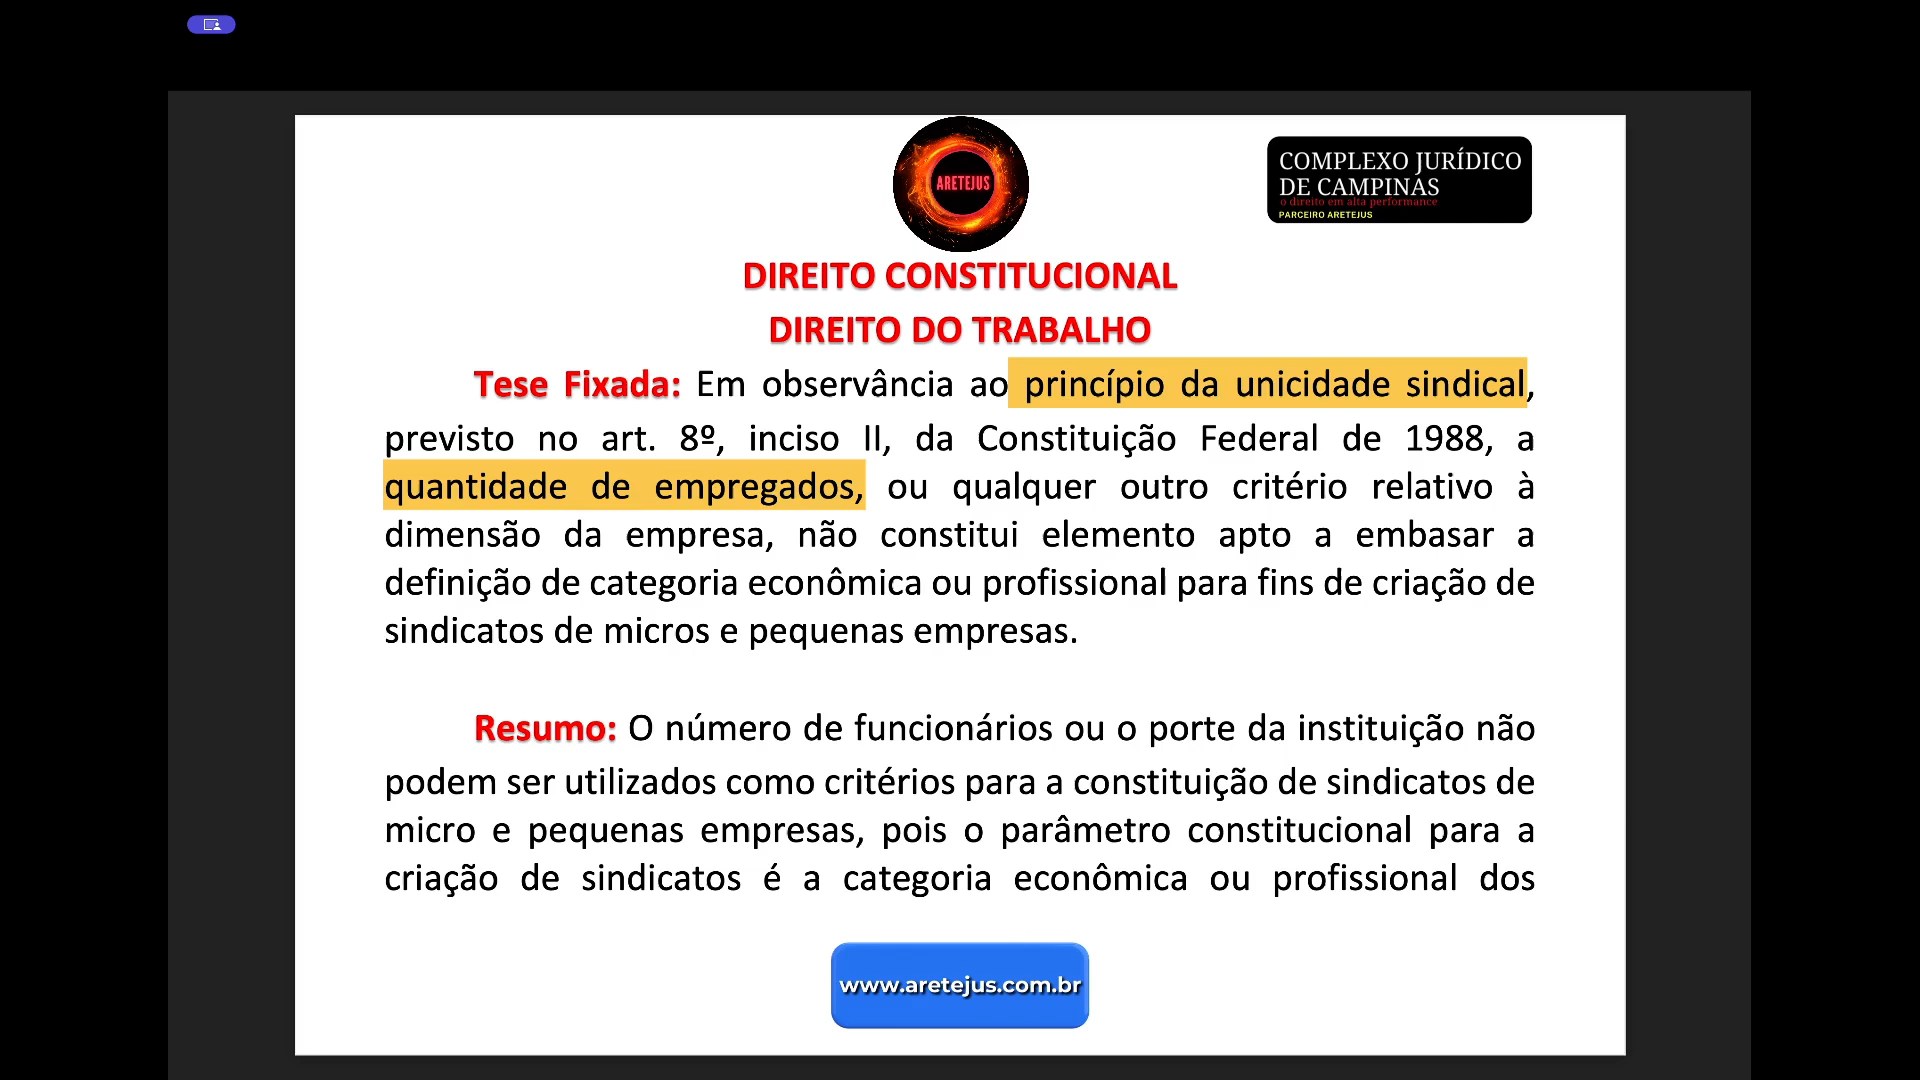 ARETEJUS
COMPLEXO JURÍDICO
DE CAMPINAS
o direito em alta performance
PARCEIRO ARETEJUS
DIREITO CONSTITUCIONAL
DIREITO DO TRABALHO
Tese Fixada: Em observância ao princípio da unicidade sindical,
previsto no art. 8º, inciso II, da Constituição Federal de 1988, a
quantidade de empregados, ou qualquer outro critério relativo à
dimensão da empresa, não constitui elemento apto a embasar a
definição de categoria econômica ou profissional para fins de criação de
sindicatos de micros e pequenas empresas.
Resumo: O número de funcionários ou o porte da instituição não
podem ser utilizados como critérios para a constituição de sindicatos de
micro e pequenas empresas, pois o parâmetro constitucional para a
criação de sindicatos é a categoria econômica ou profissional dos
www.aretejus.com.br